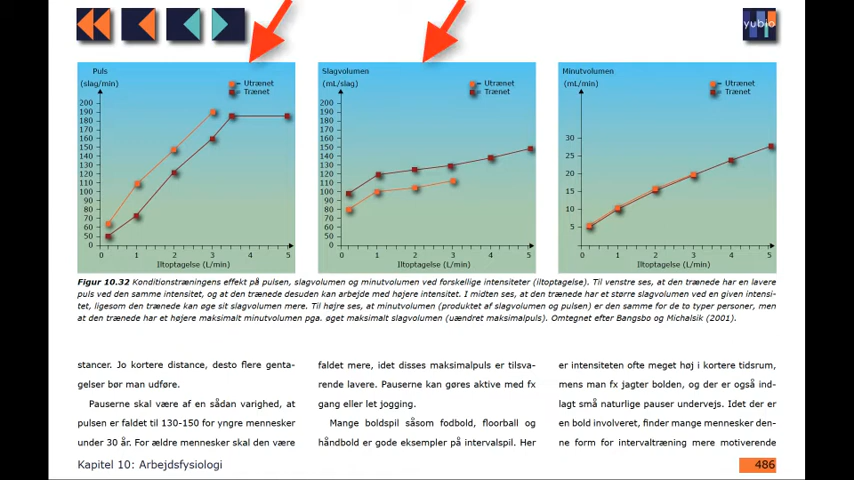 yubio
Puls
(slag/min)
Utrænet
Trænet
200
190
180
170
160
150
140
130
120
110
100
90
80
70
60
50
0
0 1 2 3 4 5
Iltoptagelse (L/min)
Slagvolumen
(mL/slag)
Utrænet
Trænet
200
190
180
170
160
150
140
130
120
110
100
90
80
70
60
50
0
0 1 2 3 4 5
Iltoptagelse (L/min)
Minutvolumen
(mL/min)
Utrænet
Trænet
30
25
20
15
10
5
0
0 1 2 3 4 5
Iltoptagelse (L/min)
Figur 10.32 Konditionstræningens effekt på pulsen, slagvolumen og minutvolumen ved forskellige intensiteter (iltoptagelse). Til venstre ses, at den trænede har en lavere
puls ved den samme intensitet, og at den trænede desuden kan arbejde med højere intensitet. I midten ses, at den trænede har et større slagvolumen ved en given intensi-
tet, ligesom den trænede kan øge sit slagvolumen mere. Til højre ses, at minutvolumen (produktet af slagvolumen og pulsen) er den samme for de to typer personer, men
at den trænede har et højere maksimalt minutvolumen pga. øget maksimalt slagvolumen (uændret maksimalpuls). Omtegnet efter Bangsbo og Michalsik (2001).
stancer. Jo kortere distance, desto flere genta-
gelser bør man udføre.
Pauserne skal være af en sådan varighed, at
pulsen er faldet til 130-150 for yngre mennesker
under 30 år. For ældre mennesker skal den være
faldet mere, idet disses maksimalpuls er tilsva-
rende lavere. Pauserne kan gøres aktive med fx
gang eller let jogging.
Mange boldspil såsom fodbold, floorball og
håndbold er gode eksempler på intervalspil. Her
er intensiteten ofte meget høj i kortere tidsrum,
mens man fx jagter bolden, og der er også ind-
lagt små naturlige pauser undervejs. Idet der er
en bold involveret, finder mange mennesker den-
ne form for intervaltræning mere motiverende
Kapitel 10: Arbejdsfysiologi
486